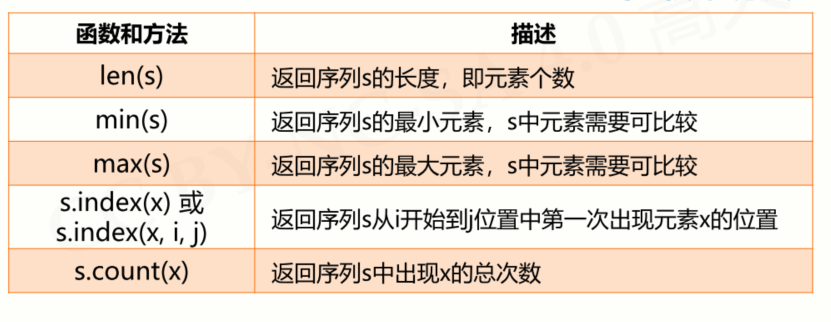 函数和方法 描述
len(s) 返回序列s的长度，即元素个数
min(s) 返回序列s的最小元素，s中元素需要可比较
max(s) 返回序列s的最大元素，s中元素需要可比较
s.index(x) 或
s.index(x, i, j) 返回序列s从i开始到j位置中第一次出现元素x的位置
s.count(x) 返回序列s中出现x的总次数